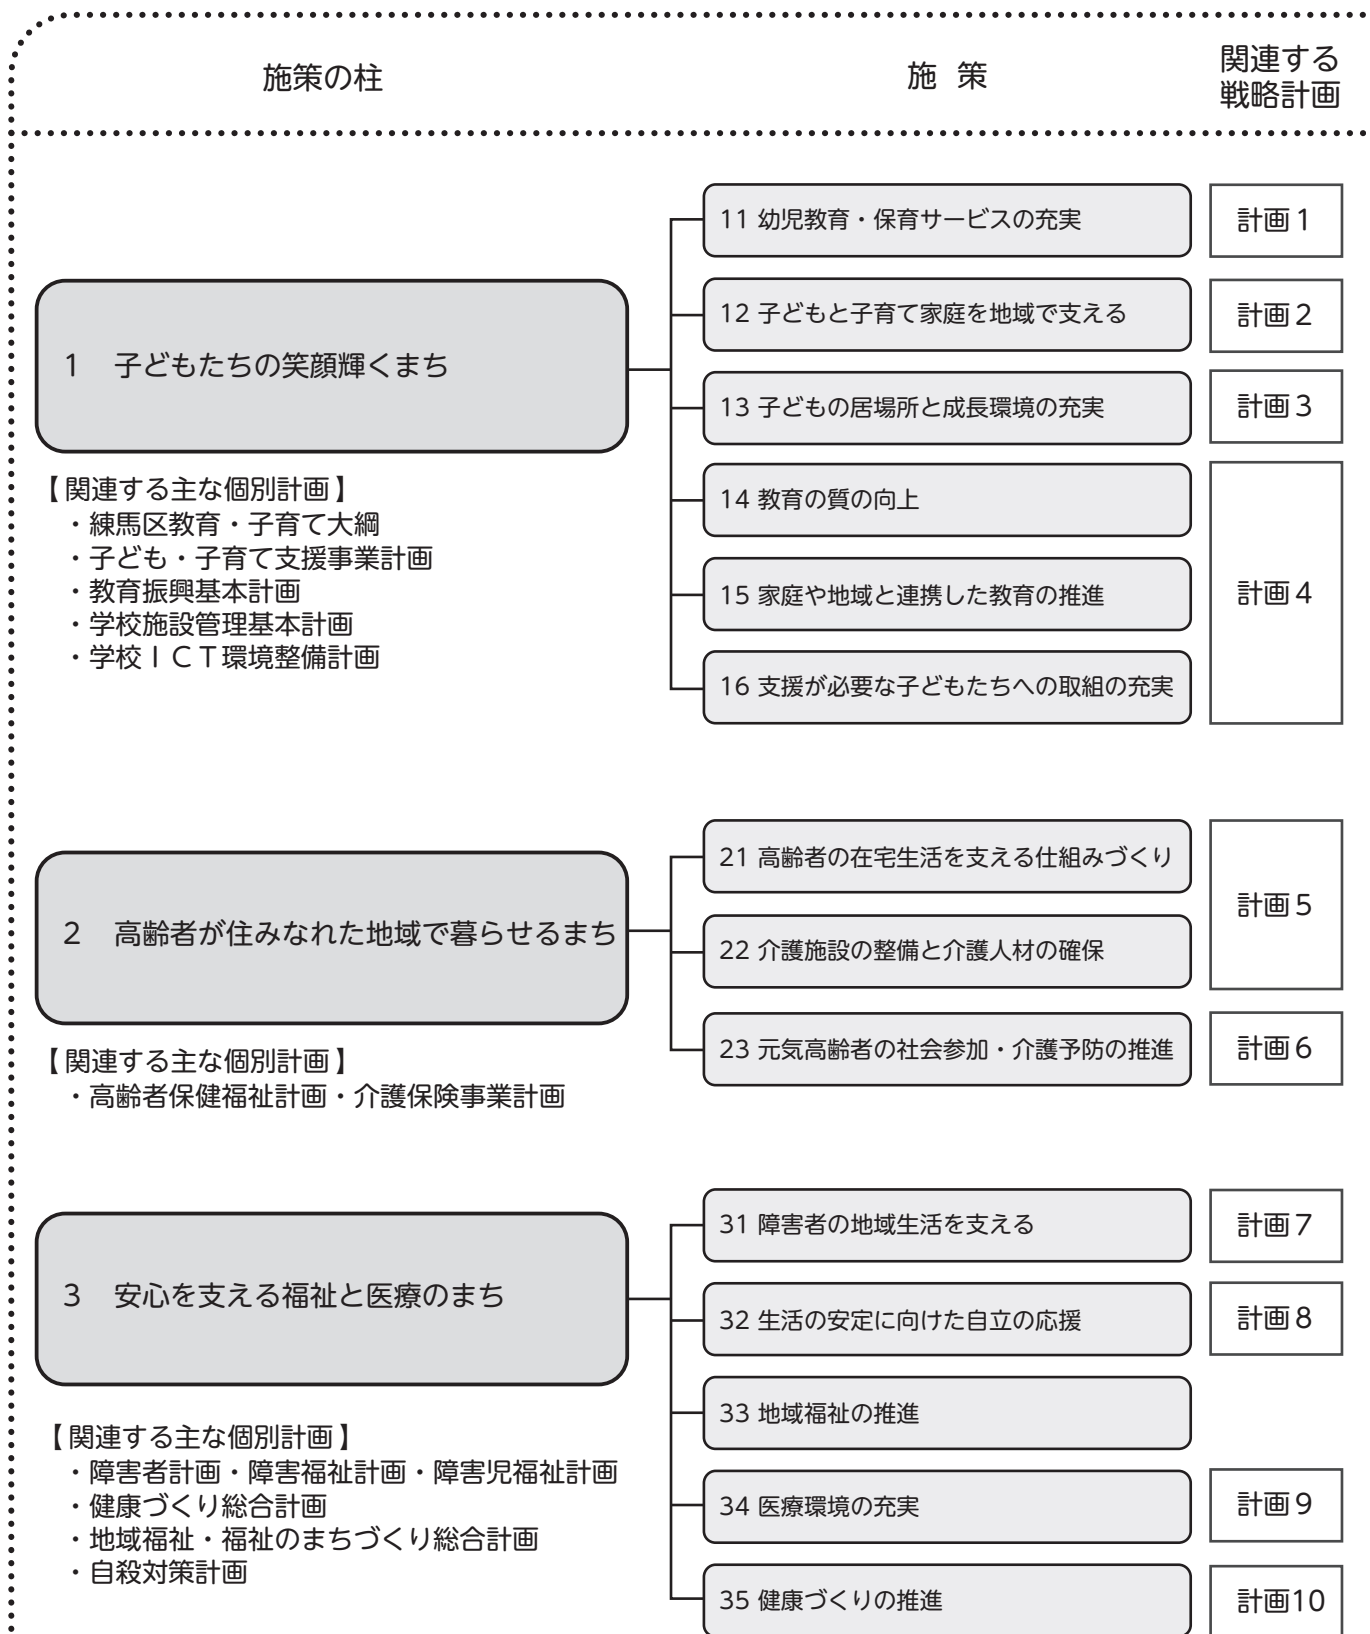 施策の柱
施 策
関連する
戦略計画
1 子どもたちの笑顔輝くまち
【関連する主な個別計画】
・練馬区教育・子育て大綱
・子ども・子育て支援事業計画
・教育振興基本計画
・学校施設管理基本計画
・学校ＩＣＴ環境整備計画
11 幼児教育・保育サービスの充実
計画1
12 子どもと子育て家庭を地域で支える
計画2
13 子どもの居場所と成長環境の充実
計画3
14 教育の質の向上
15 家庭や地域と連携した教育の推進
16 支援が必要な子どもたちへの取組の充実
計画4
2 高齢者が住みなれた地域で暮らせるまち
【関連する主な個別計画】
・高齢者保健福祉計画・介護保険事業計画
21 高齢者の在宅生活を支える仕組みづくり
22 介護施設の整備と介護人材の確保
計画5
23 元気高齢者の社会参加・介護予防の推進
計画6
3 安心を支える福祉と医療のまち
【関連する主な個別計画】
・障害者計画・障害福祉計画・障害児福祉計画
・健康づくり総合計画
・地域福祉・福祉のまちづくり総合計画
・自殺対策計画
31 障害者の地域生活を支える
計画7
32 生活の安定に向けた自立の応援
計画8
33 地域福祉の推進
34 医療環境の充実
計画9
35 健康づくりの推進
計画10